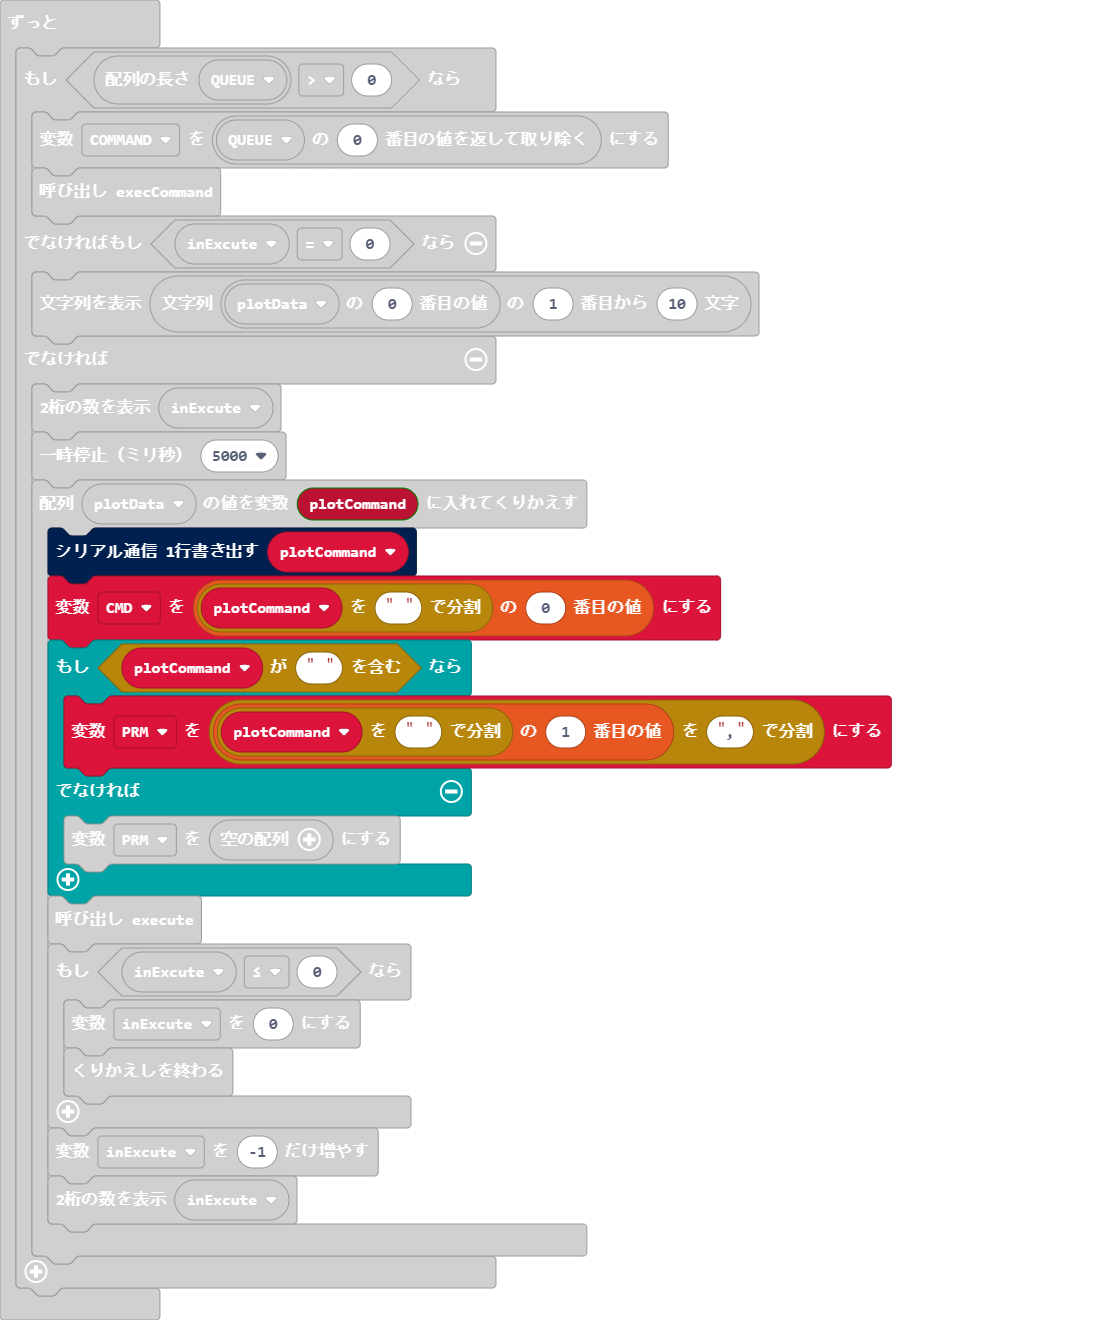 ずっと
もし 配列の長さ QUEUE > 0 なら
変数 COMMAND を QUEUE の 0 番目の値を返して取り除く にする
呼び出し execCommand
でなければもし inExcute = 0 なら
文字列を表示 文字列 plotData の 0 番目の値 の 1 番目から 10 文字
でなければ
2桁の数を表示 inExcute
一時停止（ミリ秒） 5000
配列 plotData の値を変数 plotCommand に入れてくりかえす
シリアル通信 1行書き出す plotCommand
変数 CMD を plotCommand を " " で分割 の 0 番目の値 にする
もし plotCommand が " " を含む なら
変数 PRM を plotCommand を " " で分割 の 1 番目の値 を "," で分割 にする
でなければ
変数 PRM を 空の配列 にする
呼び出し execute
もし inExcute ≤ 0 なら
変数 inExcute を 0 にする
くりかえしを終わる
変数 inExcute を -1 だけ増やす
2桁の数を表示 inExcute